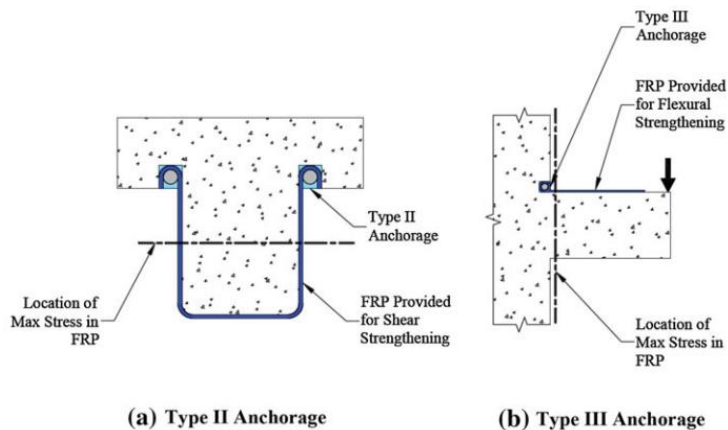 Type III
Anchorage
FRP Provided
for Flexural
Strengthening
Type II
Anchorage
Location of
Max Stress in
FRP
FRP Provided
for Shear
Strengthening
Location of
Max Stress in
FRP
(a) Type II Anchorage
(b) Type III Anchorage